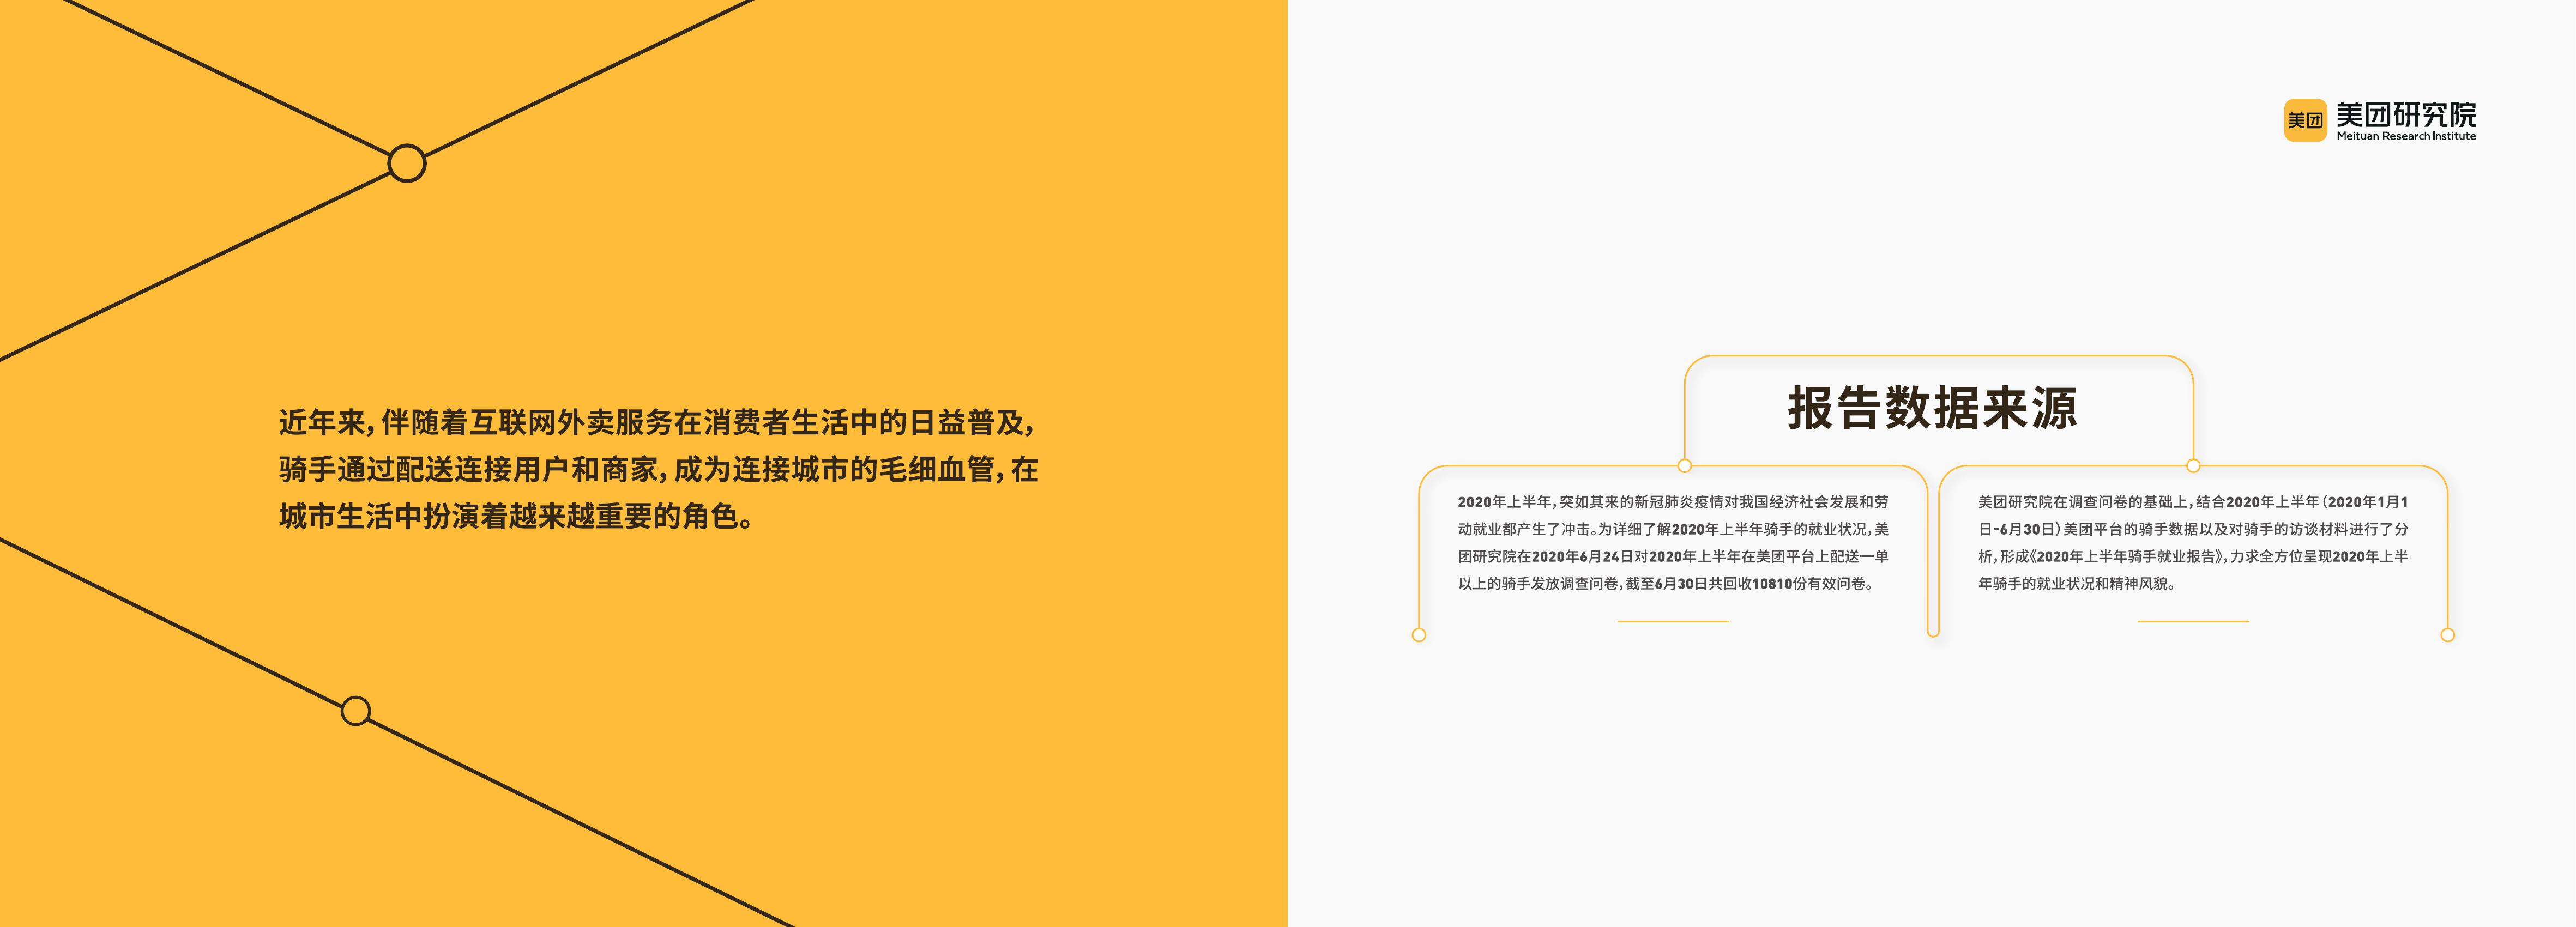 近年来，伴随着互联网外卖服务在消费者生活中的日益普及，
骑手通过配送连接用户和商家，成为连接城市的毛细血管，在
城市生活中扮演着越来越重要的角色。
美团
美团研究院
Meituan Research Institute
报告数据来源
2020年上半年，突如其来的新冠肺炎疫情对我国经济社会发展和劳
动就业都产生了冲击。为详细了解2020年上半年骑手的就业状况，美
团研究院在2020年6月24日对2020年上半年在美团平台上配送一单
以上的骑手发放调查问卷，截至6月30日共回收10810份有效问卷。
美团研究院在调查问卷的基础上，结合2020年上半年（2020年1月1
日-6月30日）美团平台的骑手数据以及对骑手的访谈材料进行了分
析，形成《2020年上半年骑手就业报告》，力求全方位呈现2020年上半
年骑手的就业状况和精神风貌。